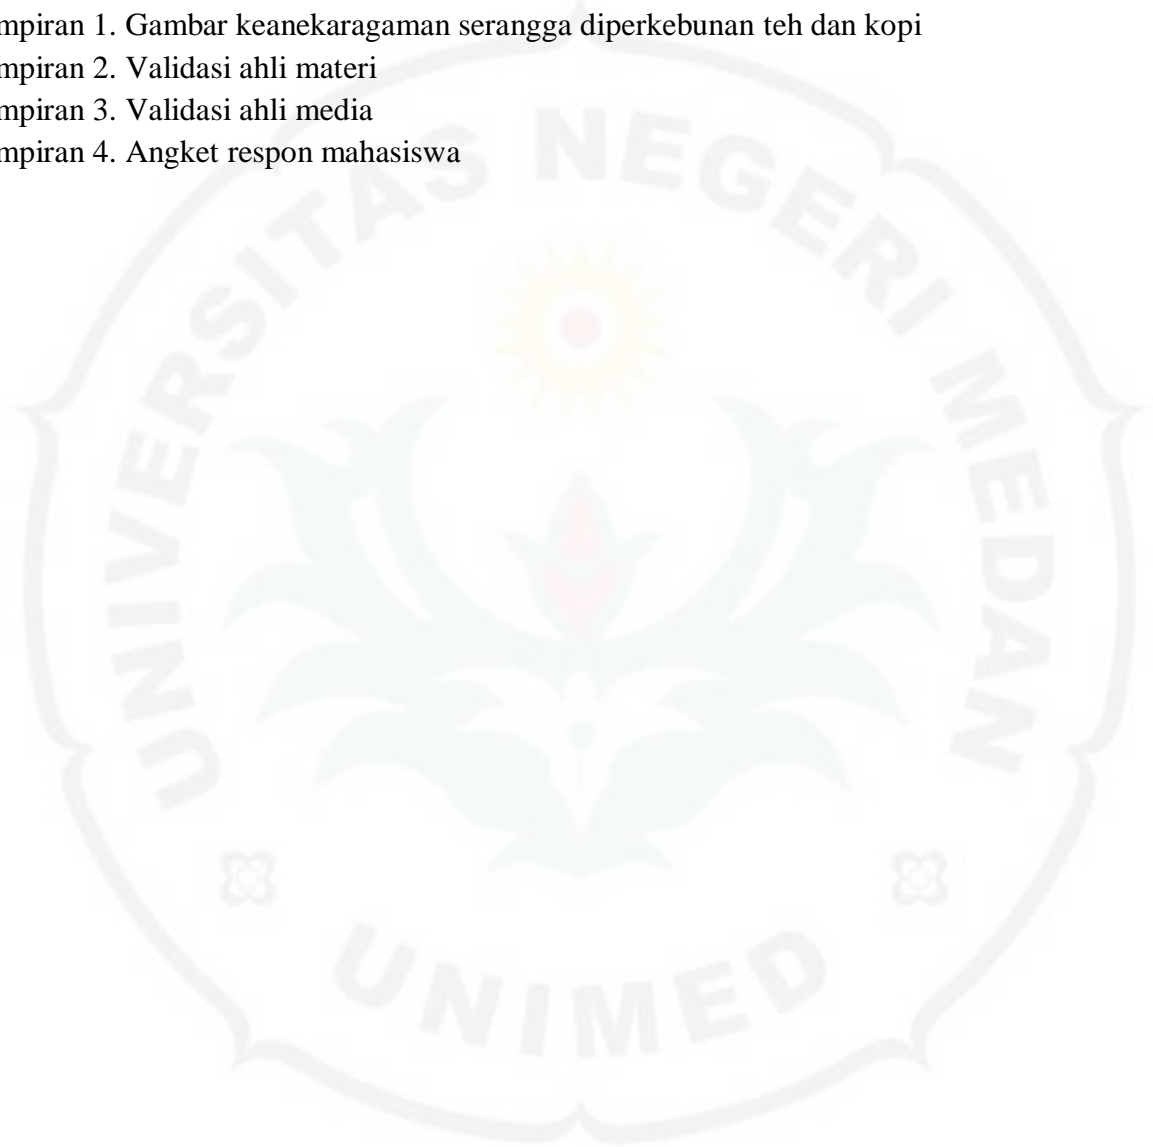 mpiran 1. Gambar keanekaragaman serangga diperkebunan teh dan kopi
mpiran 2. Validasi ahli materi
mpiran 3. Validasi ahli media
mpiran 4. Angket respon mahasiswa
UNIVERSITAS NEGERI MEDAN
UNIMED